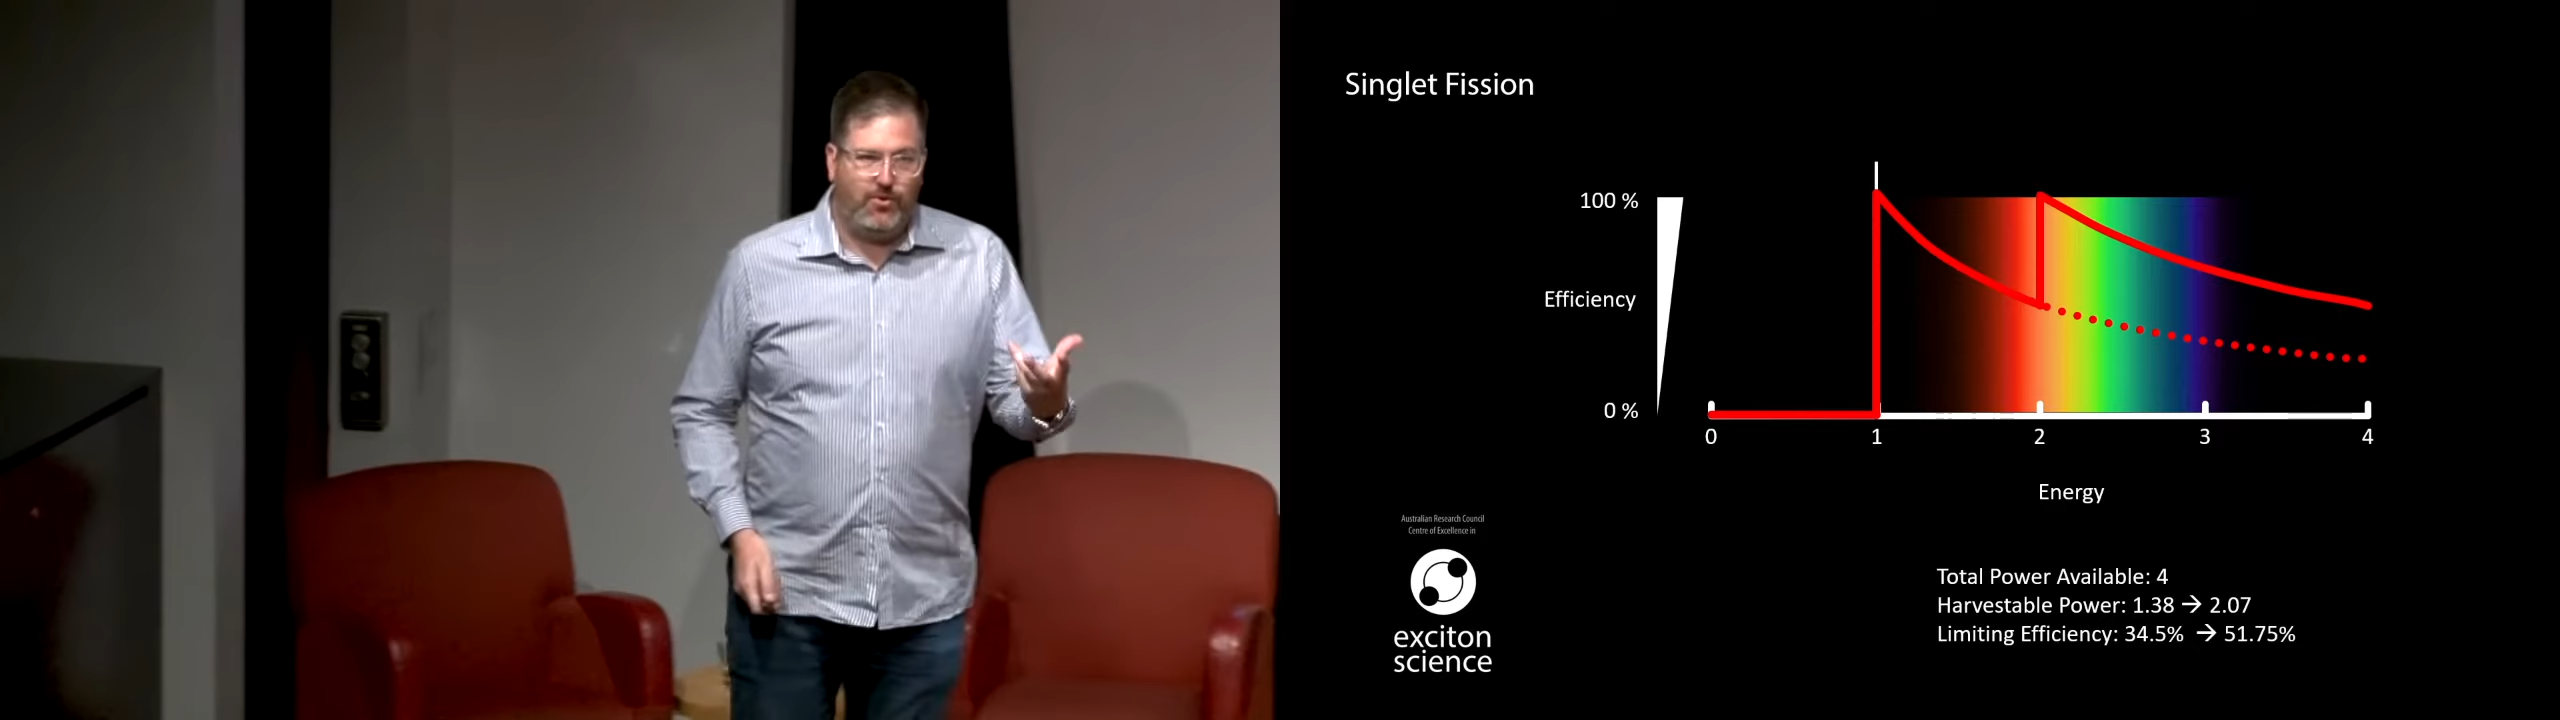 Singlet Fission
100 %
Efficiency
0 %
0 1 2 3 4
Energy
Australian Research Council
Centre of Excellence in
exciton
science
Total Power Available: 4
Harvestable Power: 1.38 → 2.07
Limiting Efficiency: 34.5% → 51.75%